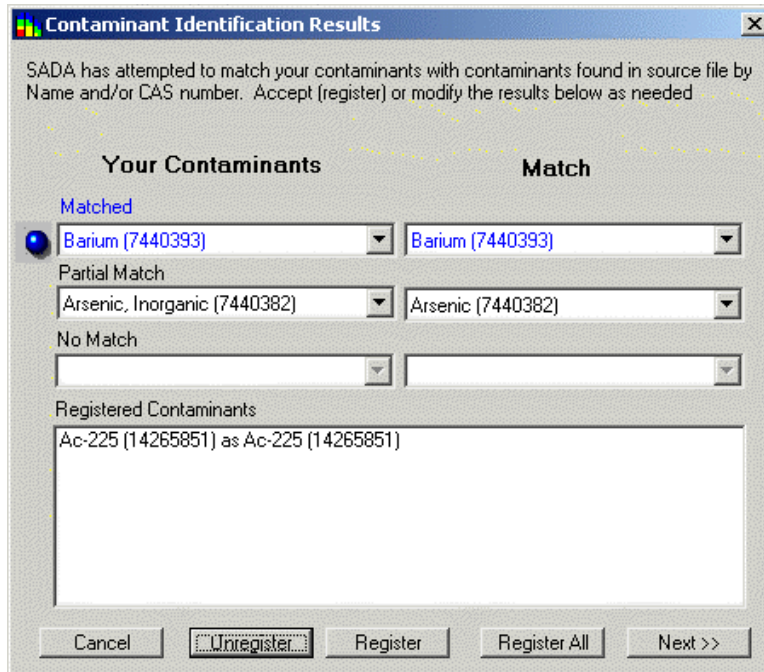 Contaminant Identification Results
SADA has attempted to match your contaminants with contaminants found in source file by
Name and/or CAS number. Accept (register) or modify the results below as needed
Your Contaminants Match
Matched
Barium (7440393) Barium (7440393)
Partial Match
Arsenic, Inorganic (7440382) Arsenic (7440382)
No Match
Registered Contaminants
Ac-225 (14265851) as Ac-225 (14265851)
Cancel Unregister Register Register All Next >>